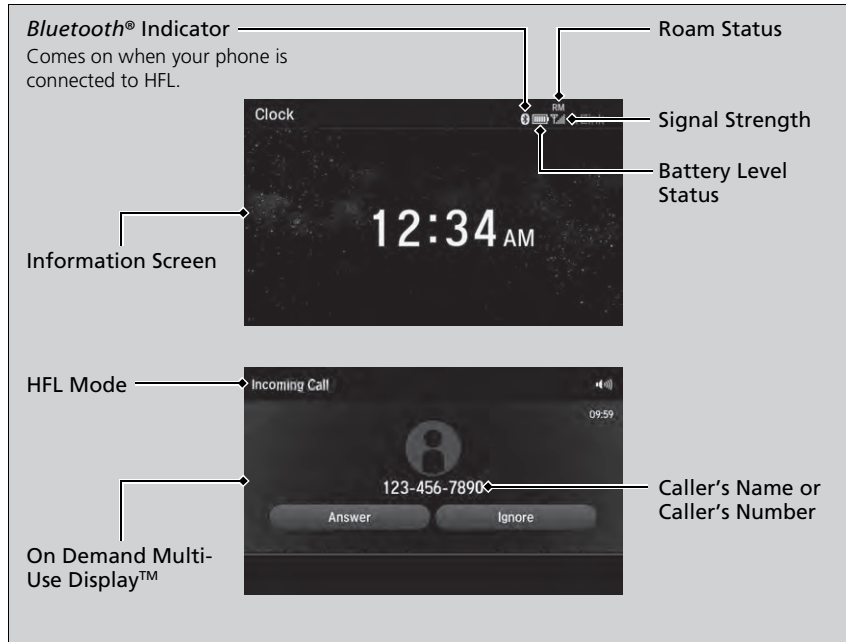 Bluetooth® Indicator
Comes on when your phone is
connected to HFL.
Roam Status
Signal Strength
Battery Level
Status
Information Screen
Clock
RM
12:34 AM
HFL Mode
On Demand Multi-
Use Display™
Incoming Call
09:59
123-456-7890
Answer
Ignore
Caller's Name or
Caller's Number